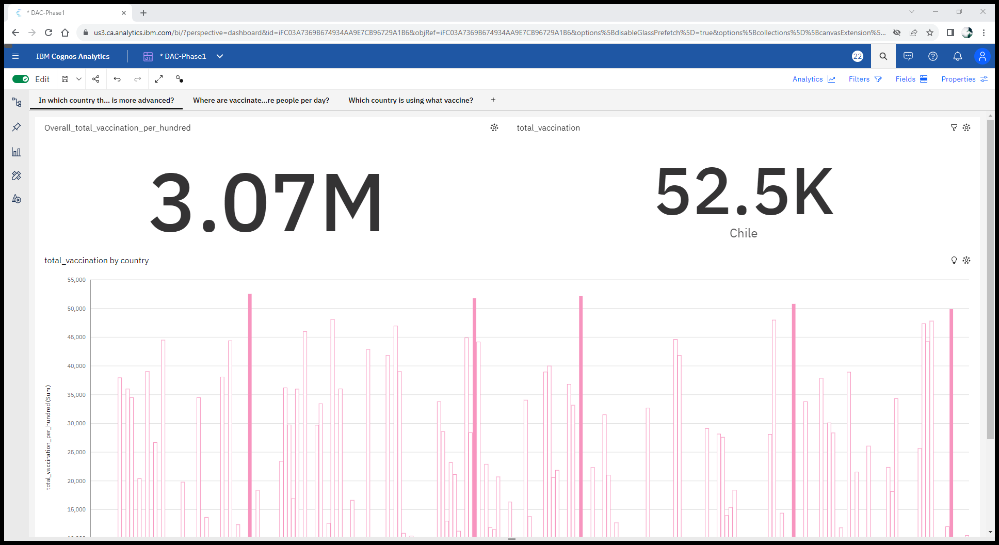 * DAC-Phase1
us3.ca.analytics.ibm.com/bi/?perspective=dashboard&id=iFC03A7369B674934AA9E7CB96729A1B6&objRef=iFC03A7369B674934AA9E7CB96729A1B6&options%5BdisableGlassPrefetch%5D=true&options%5Bcollections%5D%5BcanvasExtension%5...
IBM Cognos Analytics
* DAC-Phase1
22
Edit
Analytics
Filters
Fields
Properties
In which country th... is more advanced?
Where are vaccinate...re people per day?
Which country is using what vaccine?
Overall_total_vaccination_per_hundred
total_vaccination
3.07M
52.5K
Chile
total_vaccination by country
total_vaccination_per_hundred (Sum)
55,000
50,000
45,000
40,000
35,000
30,000
25,000
20,000
15,000